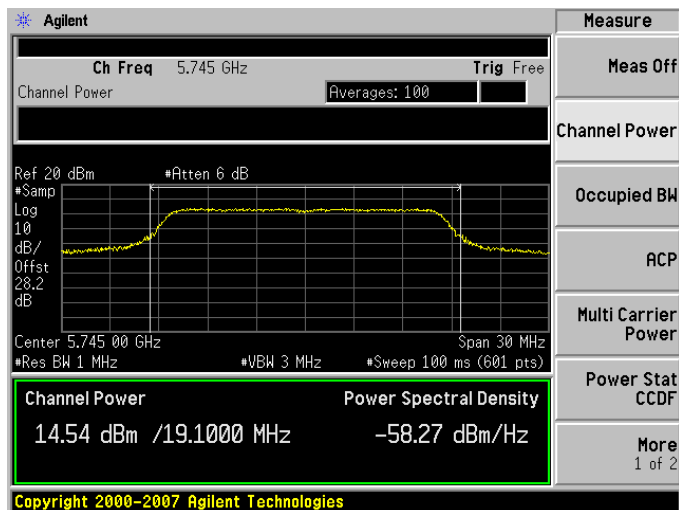 Agilent
Measure
Ch Freq 5.745 GHz Trig Free
Channel Power Averages: 100
Ref 20 dBm #Atten 6 dB
#Samp
Log
10
dB/
Offst
28.2
dB
Center 5.745 00 GHz Span 30 MHz
#Res BW 1 MHz #VBW 3 MHz #Sweep 100 ms (601 pts)
Channel Power Power Spectral Density
14.54 dBm /19.1000 MHz -58.27 dBm/Hz
Meas Off
Channel Power
Occupied BW
ACP
Multi Carrier
Power
Power Stat
CCDF
More
1 of 2
Copyright 2000-2007 Agilent Technologies